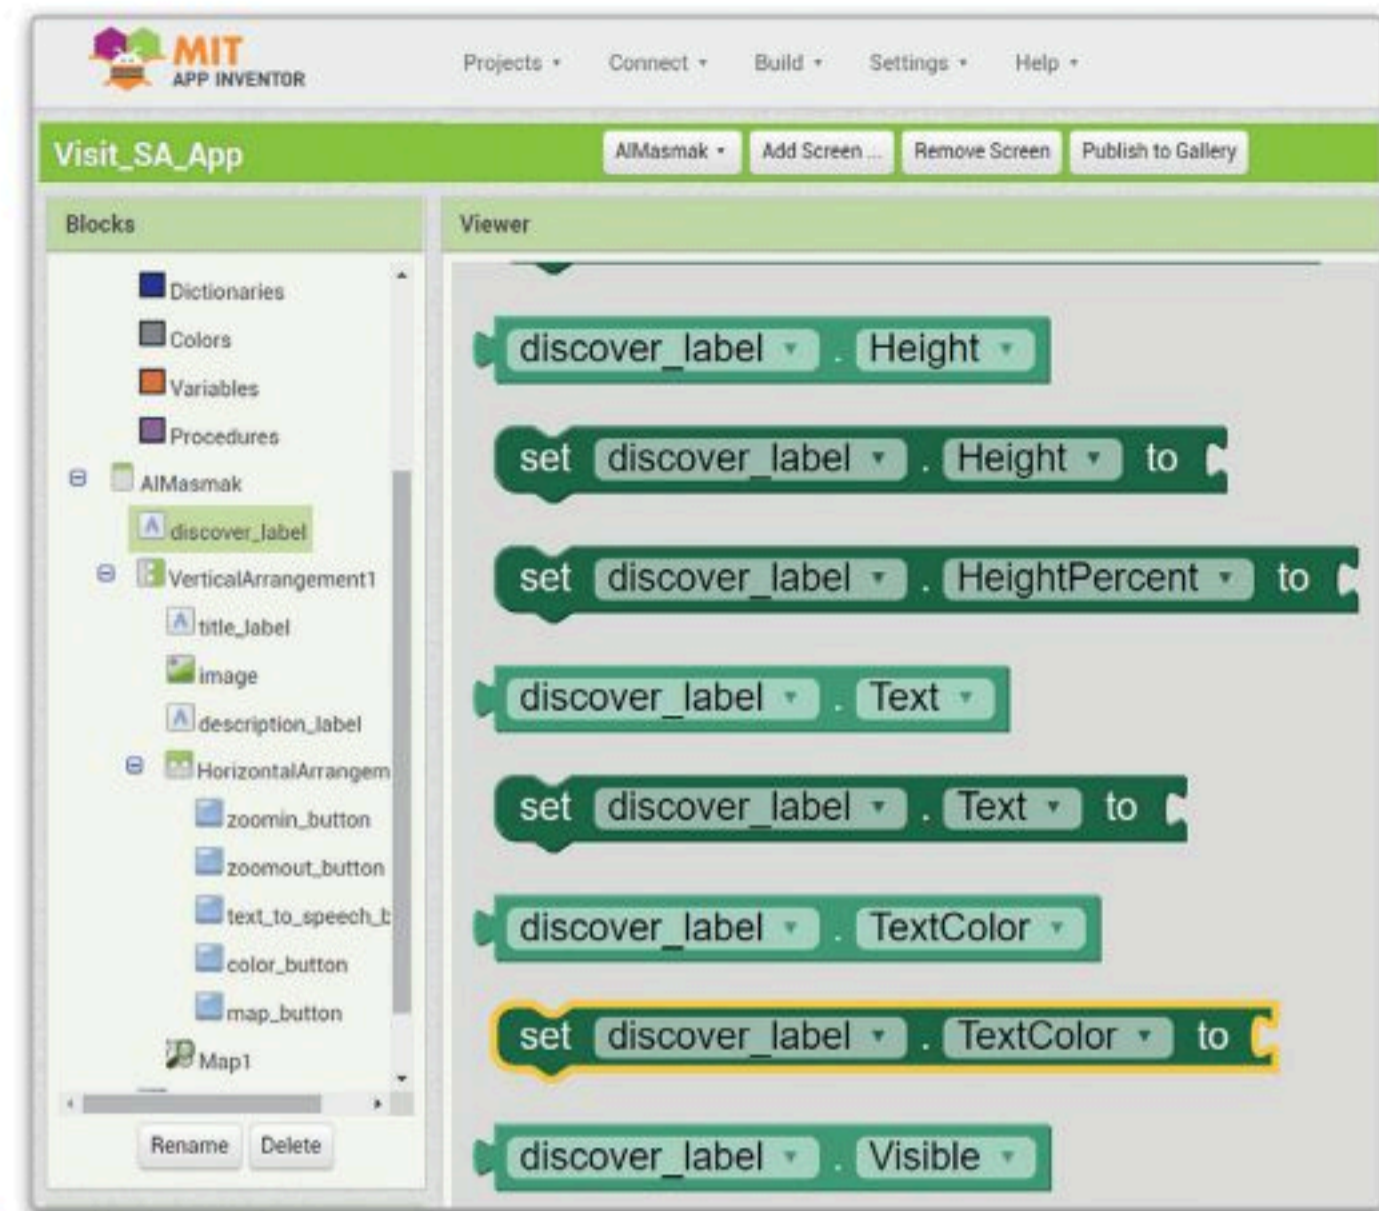 MIT
APP INVENTOR
Projects Connect Build Settings Help
Visit_SA_App
AlMasmak Add Screen ... Remove Screen Publish to Gallery
Blocks
Dictionaries
Colors
Variables
Procedures
AlMasmak
discover_label
VerticalArrangement1
title_label
image
description_label
HorizontalArrangem
zoomin_button
zoomout_button
text_to_speech_b
color_button
map_button
Map1
Rename Delete
Viewer
discover_label . Height
set discover_label . Height to
set discover_label . HeightPercent to
discover_label . Text
set discover_label . Text to
discover_label . TextColor
set discover_label . TextColor to
discover_label . Visible